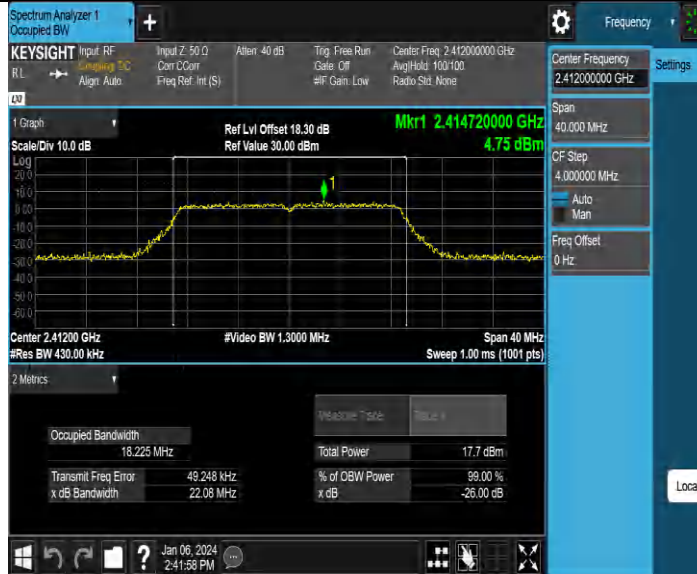 Spectrum Analyzer 1
Occupied BW
+
Frequency
KEYSIGHT
Input: RF
Input Z: 50 Ω
Atten: 40 dB
Trig: Free Run
Center Freq: 2.412000000 GHz
RL
Coupling: DC
Corr CCorr
Gate: Off
Avg|Hold: 100/100
Align: Auto
Freq Ref: Int (S)
#IF Gain: Low
Radio Std: None
Center Frequency
2.412000000 GHz
Settings
Span
40.000 MHz
CF Step
4.000000 MHz
Auto
Man
Freq Offset
0 Hz
1 Graph
Ref Lvl Offset 18.30 dB
Mkr1 2.414720000 GHz
Scale/Div 10.0 dB
Ref Value 30.00 dBm
4.75 dBm
Log
20.0
10.0
0.00
-10.0
-20.0
-30.0
-40.0
-50.0
-60.0
1
Center 2.41200 GHz
#Video BW 1.3000 MHz
Span 40 MHz
#Res BW 430.00 kHz
Sweep 1.00 ms (1001 pts)
2 Metrics
Measure Trace
Occupied Bandwidth
18.225 MHz
Total Power
17.7 dBm
Transmit Freq Error
49.248 kHz
% of OBW Power
99.00 %
x dB Bandwidth
22.08 MHz
x dB
-26.00 dB
Loca
?
Jan 06, 2024
2:41:58 PM